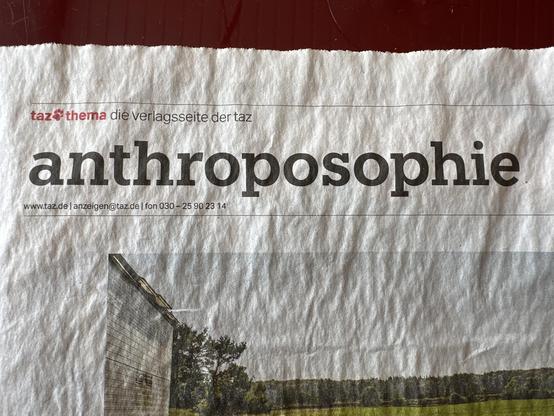 taz thema die verlagsseite der taz
anthroposophie
www.taz.de | anzeigen@taz.de | fon 030 – 25 90 23 14